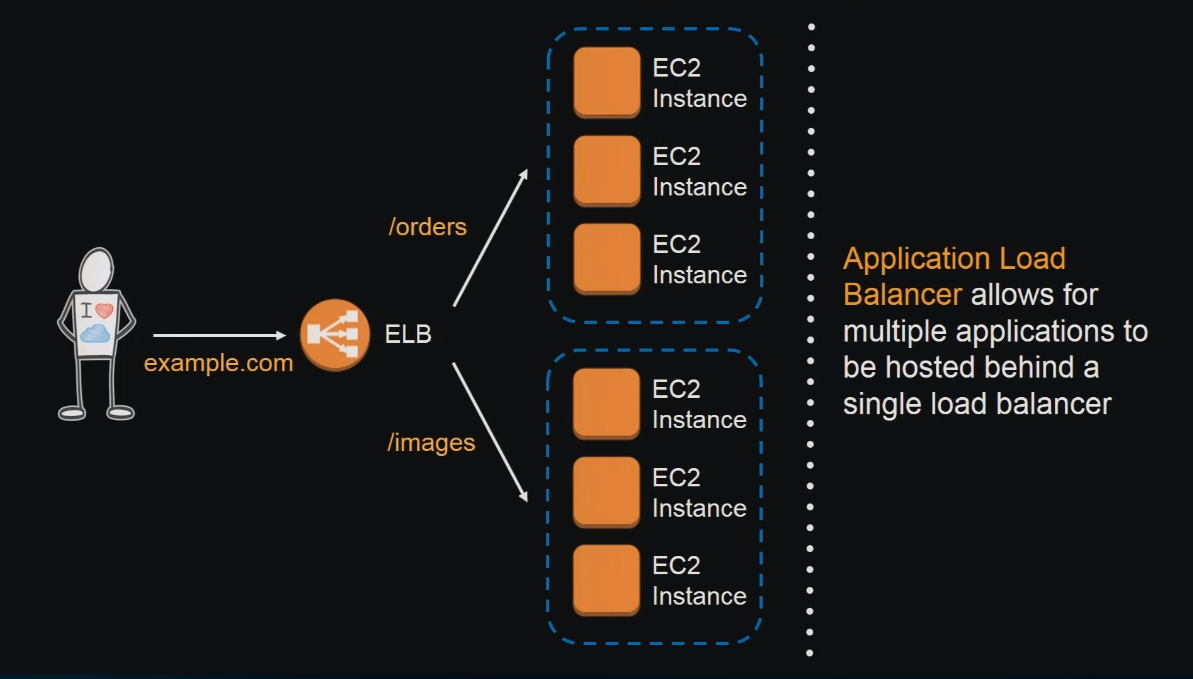 I
example.com
ELB
/orders
/images
EC2
Instance
EC2
Instance
EC2
Instance
EC2
Instance
EC2
Instance
EC2
Instance
Application Load
Balancer allows for
multiple applications to
be hosted behind a
single load balancer